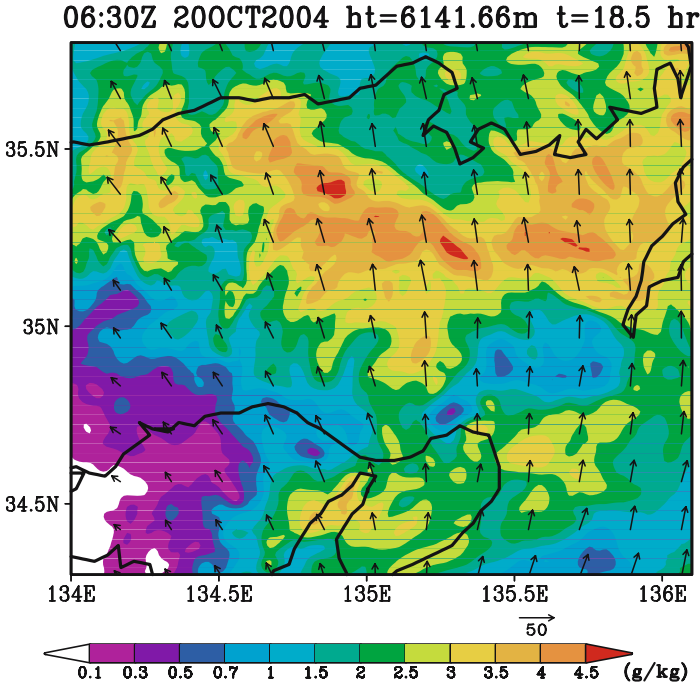 06:30Z 20OCT2004 ht=6141.66m t=18.5 hr
35.5N
35N
34.5N
134E 134.5E 135E 135.5E 136E
50
0.1 0.3 0.5 0.7 1 1.5 2 2.5 3 3.5 4 4.5 (g/kg)